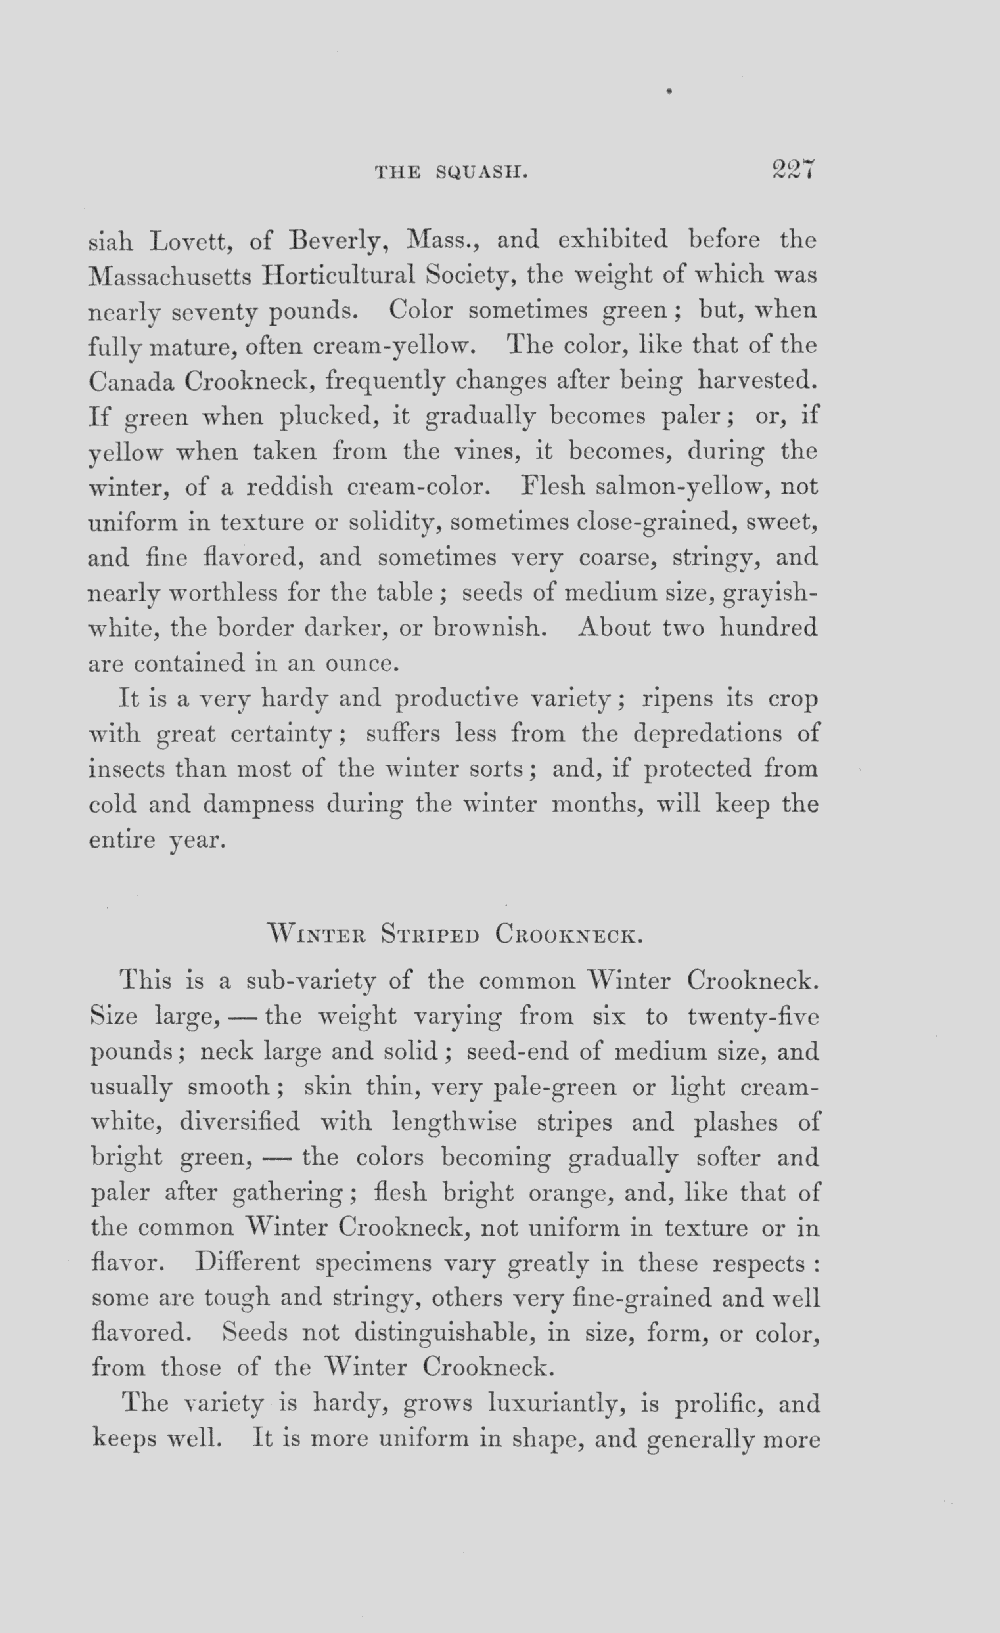 THE SQUASH. 227
siah Lovett, of Beverly, Mass., and exhibited before the
Massachusetts Horticultural Society, the weight of which was
nearly seventy pounds. Color sometimes green; but, when
fully mature, often cream-yellow. The color, like that of the
Canada Crookneck, frequently changes after being harvested.
If green when plucked, it gradually becomes paler; or, if
yellow when taken from the vines, it becomes, during the
winter, of a reddish cream-color. Flesh salmon-yellow, not
uniform in texture or solidity, sometimes close-grained, sweet,
and fine flavored, and sometimes very coarse, stringy, and
nearly worthless for the table; seeds of medium size, grayish-
white, the border darker, or brownish. About two hundred
are contained in an ounce.
It is a very hardy and productive variety; ripens its crop
with great certainty; suffers less from the depredations of
insects than most of the winter sorts; and, if protected from
cold and dampness during the winter months, will keep the
entire year.
WINTER STRIPED CROOKNECK.
This is a sub-variety of the common Winter Crookneck.
Size large, — the weight varying from six to twenty-five
pounds; neck large and solid; seed-end of medium size, and
usually smooth; skin thin, very pale-green or light cream-
white, diversified with lengthwise stripes and plashes of
bright green, — the colors becoming gradually softer and
paler after gathering; flesh bright orange, and, like that of
the common Winter Crookneck, not uniform in texture or in
flavor. Different specimens vary greatly in these respects:
some are tough and stringy, others very fine-grained and well
flavored. Seeds not distinguishable, in size, form, or color,
from those of the Winter Crookneck.
The variety is hardy, grows luxuriantly, is prolific, and
keeps well. It is more uniform in shape, and generally more